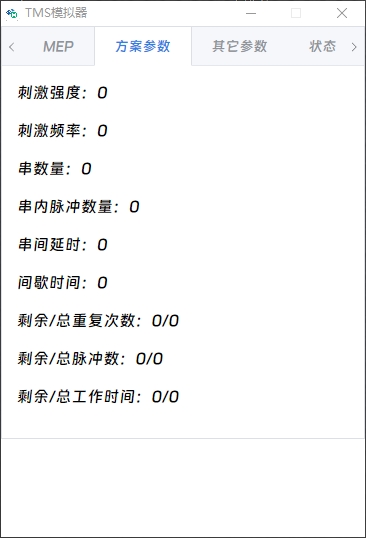 TMS模拟器
MEP 方案参数 其它参数 状态
刺激强度：0
刺激频率：0
串数量：0
串内脉冲数量：0
串间延时：0
间歇时间：0
剩余/总重复次数：0/0
剩余/总脉冲数：0/0
剩余/总工作时间：0/0